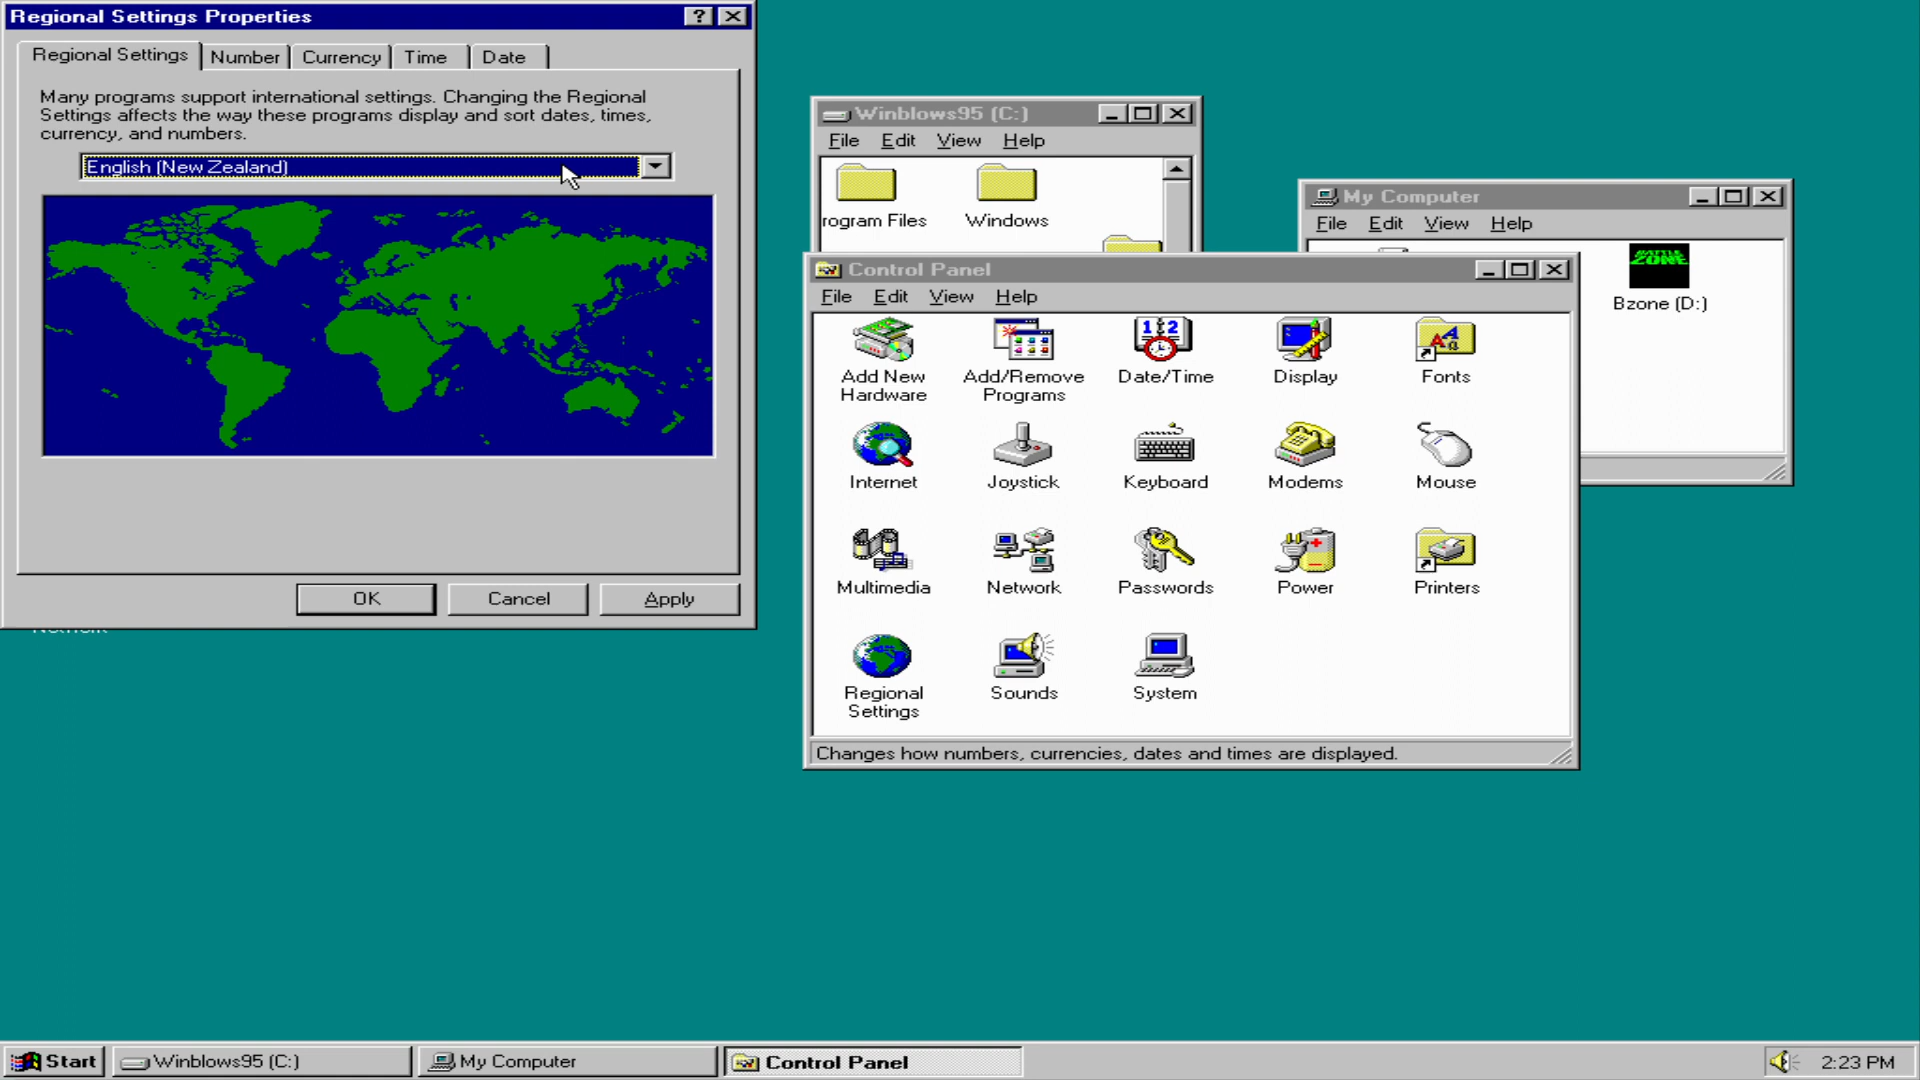 Regional Settings Properties
Regional Settings
Number
Currency
Time
Date
Many programs support international settings. Changing the Regional
Settings affects the way these programs display and sort dates, times,
currency, and numbers.
English (New Zealand)
OK
Cancel
Apply
Winblows95 (C:)
File Edit View Help
rogram Files
Windows
My Computer
File Edit View Help
BATTLE
ZONE
Bzone (D:)
Control Panel
File Edit View Help
Add New
Hardware
Add/Remove
Programs
Date/Time
Display
Fonts
Internet
Joystick
Keyboard
Modems
Mouse
Multimedia
Network
Passwords
Power
Printers
Regional
Settings
Sounds
System
Changes how numbers, currencies, dates and times are displayed.
Start
Winblows95 (C:)
My Computer
Control Panel
2:23 PM